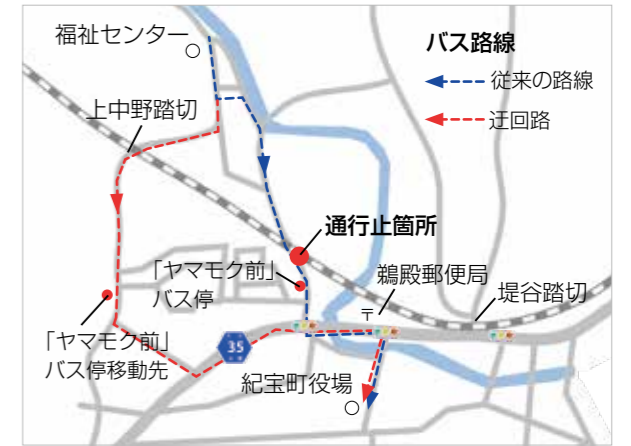 福祉センター
バス路線
従来の路線
迂回路
上中野踏切
通行止箇所
「ヤマモク前」
バス停
鵜殿郵便局
〒
堤谷踏切
「ヤマモク前」
バス停移動先
35
紀宝町役場